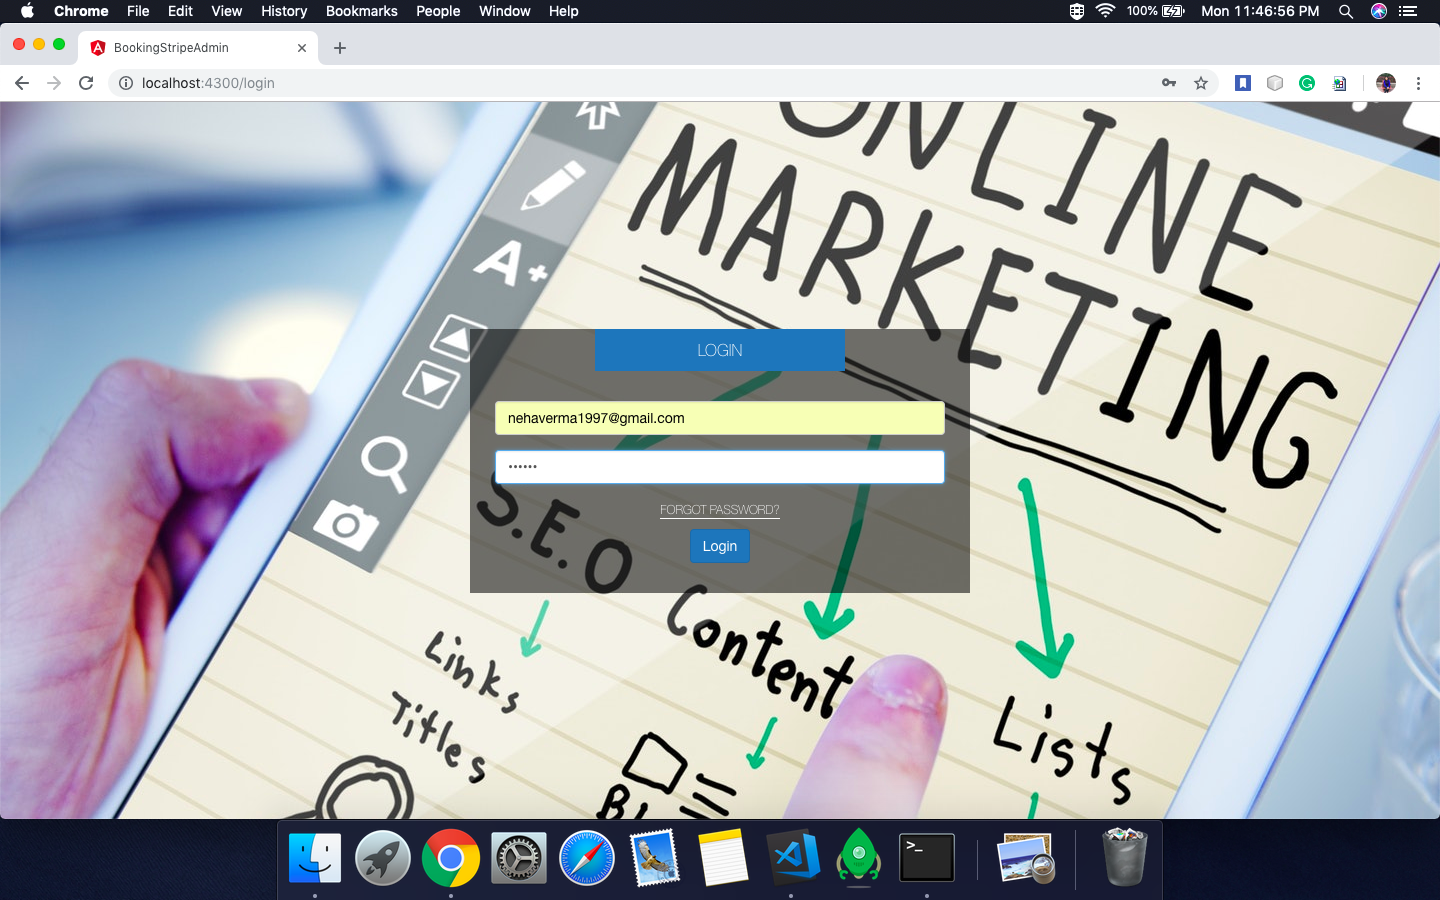 Chrome File Edit View History Bookmarks People Window Help 100% Mon 11:46:56 PM
BookingStripeAdmin
localhost:4300/login
ONLINE
MARKETING
A+
LOGIN
nehaverma1997@gmail.com
••••••
FORGOT PASSWORD?
Login
S.E.O
Content
Links
Titles
Lists
>_